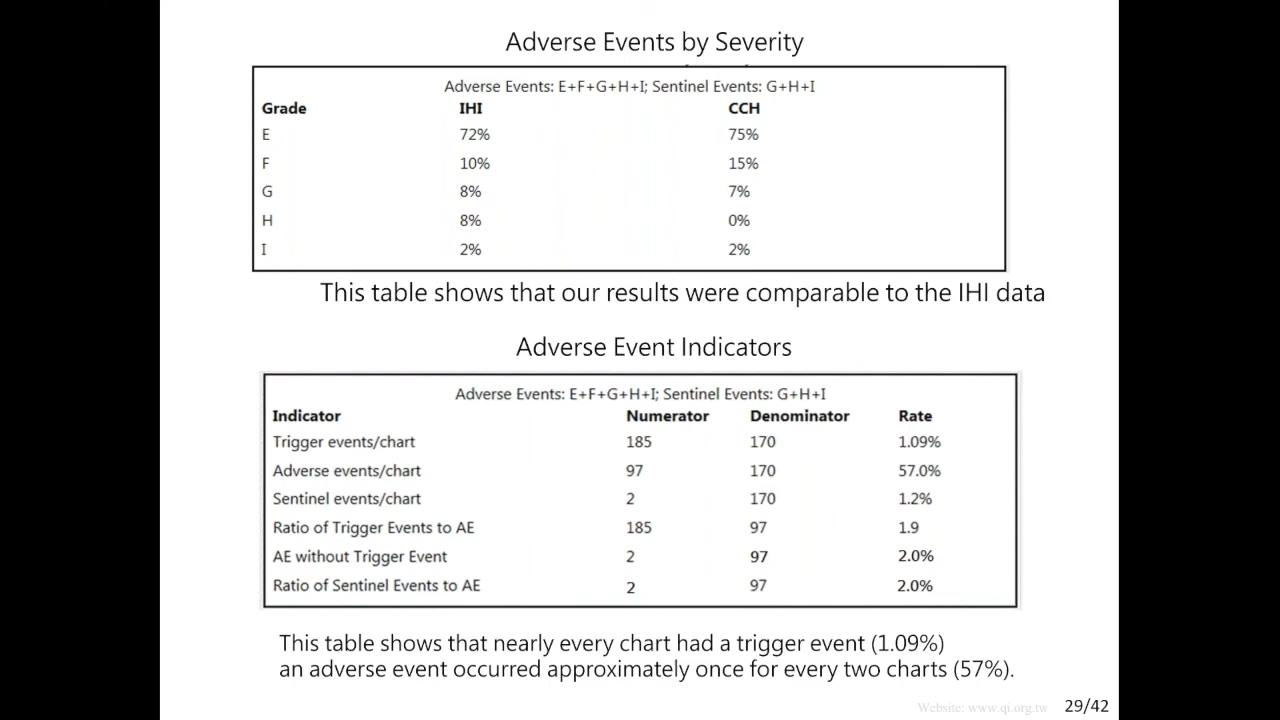 Adverse Events by Severity
Adverse Events: E+F+G+H+I; Sentinel Events: G+H+I
Grade IHI CCH
E 72% 75%
F 10% 15%
G 8% 7%
H 8% 0%
I 2% 2%
This table shows that our results were comparable to the IHI data
Adverse Event Indicators
Adverse Events: E+F+G+H+I; Sentinel Events: G+H+I
Indicator Numerator Denominator Rate
Trigger events/chart 185 170 1.09%
Adverse events/chart 97 170 57.0%
Sentinel events/chart 2 170 1.2%
Ratio of Trigger Events to AE 185 97 1.9
AE without Trigger Event 2 97 2.0%
Ratio of Sentinel Events to AE 2 97 2.0%
This table shows that nearly every chart had a trigger event (1.09%)
an adverse event occurred approximately once for every two charts (57%).
Website: www.qi.org.tw 29/42